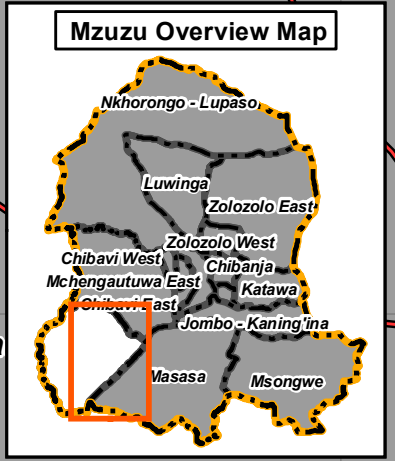 Mzuzu Overview Map
Nkhorongo - Lupaso
Luwinga
Zolozolo East
Zolozolo West
Chibavi West
Chibanja
Mchengautuwa East
Katawa
Chibavi East
Jombo - Kaning'ina
Masasa
Msongwe